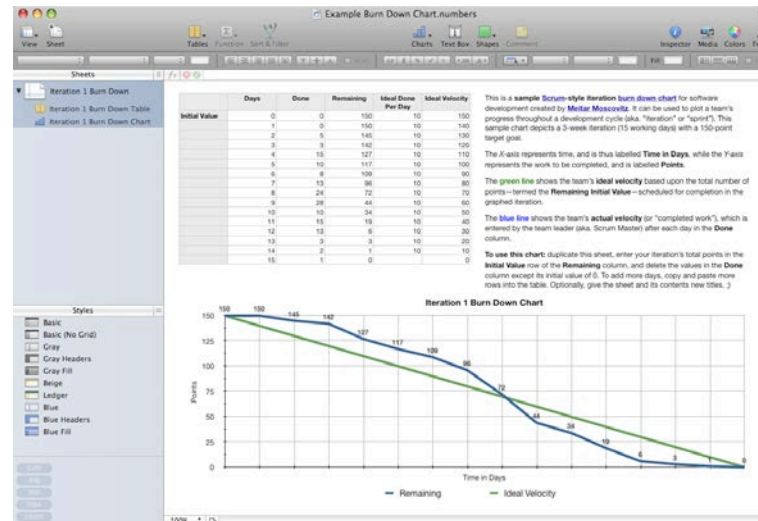 Example Burn Down Chart.numbers
View Sheet Tables Function Sort & Filter Charts Text Box Shapes Comment Inspector Media Colors
Fill
Sheets
Iteration 1 Burn Down
Iteration 1 Burn Down Table
Iteration 1 Burn Down Chart
Days Done Remaining Ideal Done Per Day Ideal Velocity
Initial Value 0 0 150 10 150
1 0 150 10 140
2 5 145 10 130
3 3 142 10 120
4 15 127 10 110
5 10 117 10 100
6 8 109 10 90
7 13 96 10 80
8 24 72 10 70
9 28 44 10 60
10 10 34 10 50
11 15 19 10 40
12 13 6 10 30
13 3 3 10 20
14 2 1 10 10
15 1 0 0
This is a sample Scrum-style iteration burn down chart for software
development created by Meitar Moscovitz. It can be used to plot a team's
progress throughout a development cycle (aka. "iteration" or "sprint"). This
sample chart depicts a 3-week iteration (15 working days) with a 150-point
target goal.
The X-axis represents time, and is thus labelled Time in Days, while the Y-axis
represents the work to be completed, and is labelled Points.
The green line shows the team's ideal velocity based upon the total number of
points—termed the Remaining Initial Value—scheduled for completion in the
graphed iteration.
The blue line shows the team's actual velocity (or "completed work"), which is
entered by the team leader (aka. Scrum Master) after each day in the Done
column.
To use this chart: duplicate this sheet, enter your iteration's total points in the
Initial Value row of the Remaining column, and delete the values in the Done
column except its initial value of 0. To add more days, copy and paste more
rows into the table. Optionally, give the sheet and its contents new titles. ;)
Styles
Basic
Basic (No Grid)
Gray
Gray Headers
Gray Fill
Beige
Ledger
Blue
Blue Headers
Blue Fill
Iteration 1 Burn Down Chart
150 150 145 142 127 117 109 96 72 44 34 19 6 3 1 0
150
125
100
75
50
25
0
Points
Time in Days
Remaining Ideal Velocity
100%